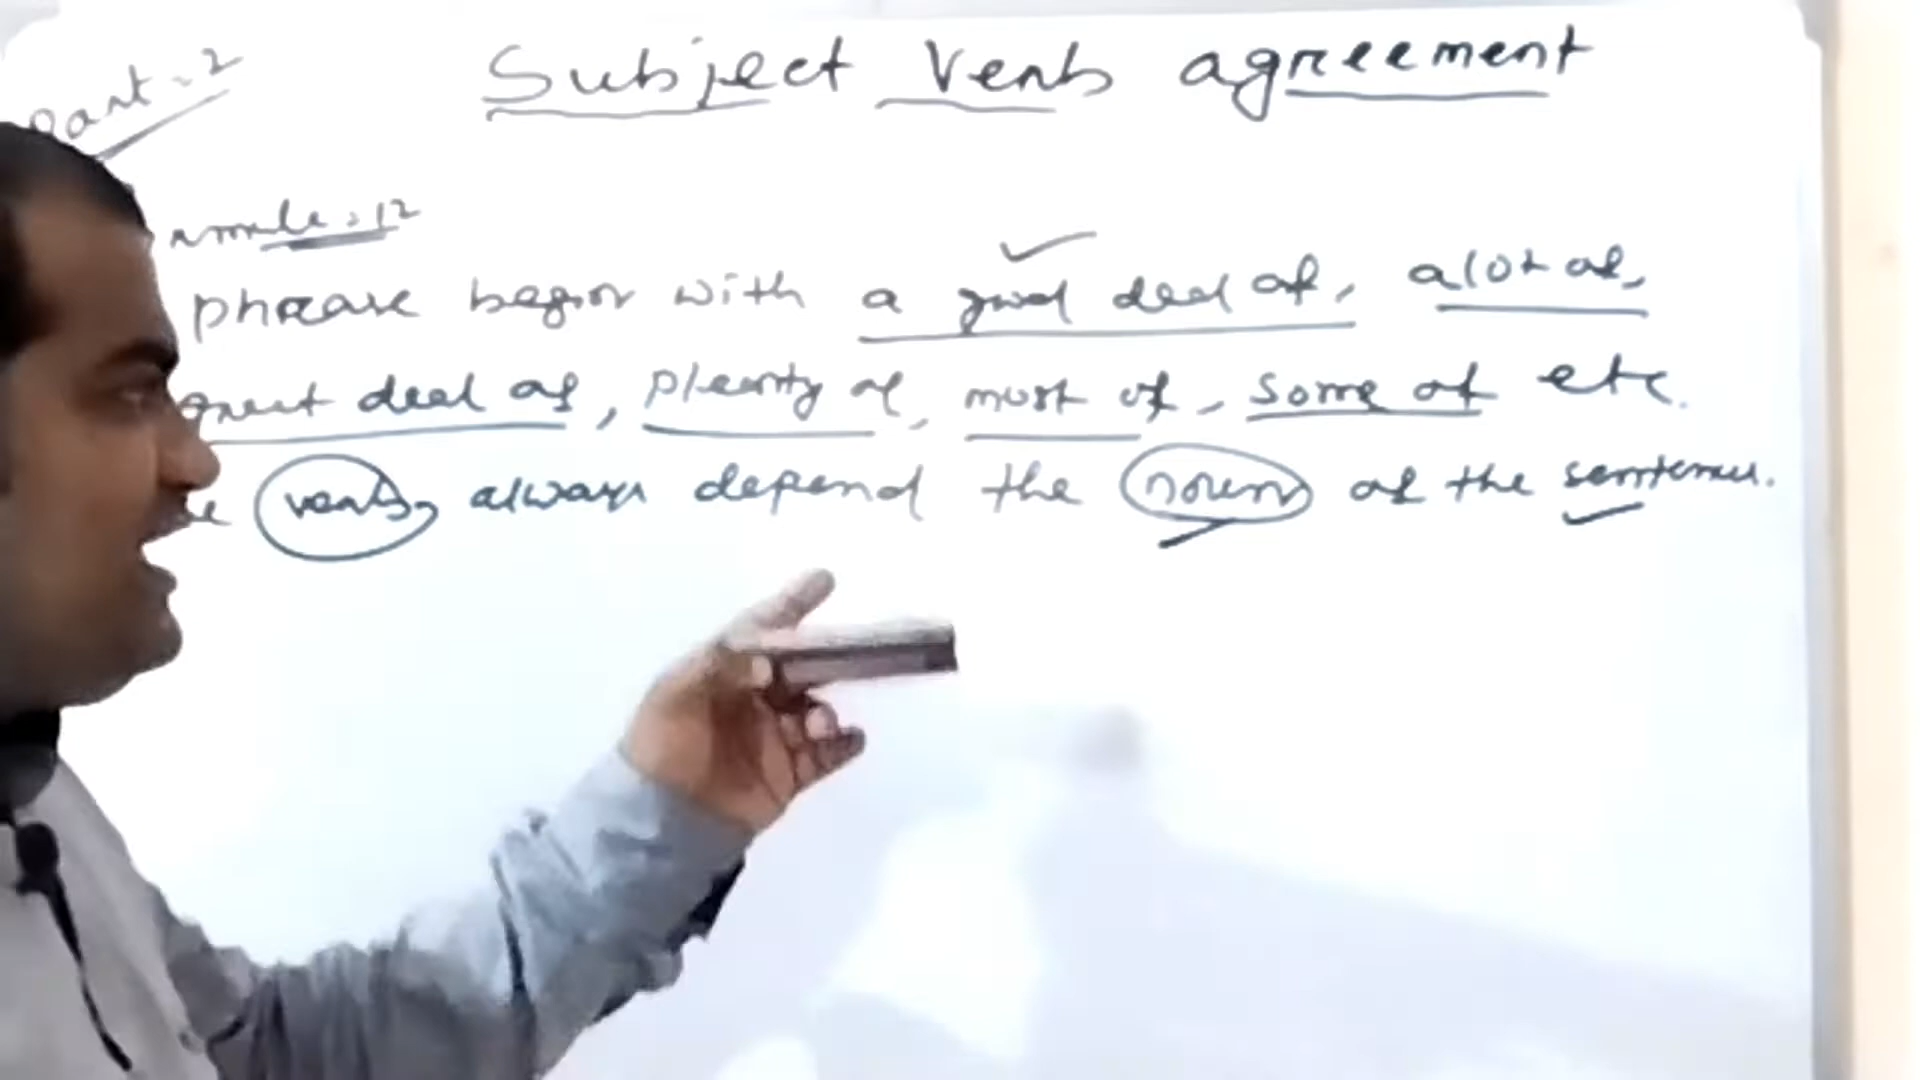 Part-2
Subject Verb agreement
rule:12
phrase begin with a good deal of, a lot of,
great deal of, plenty of, most of, some of etc.
verb, always depend the noun of the sentence.